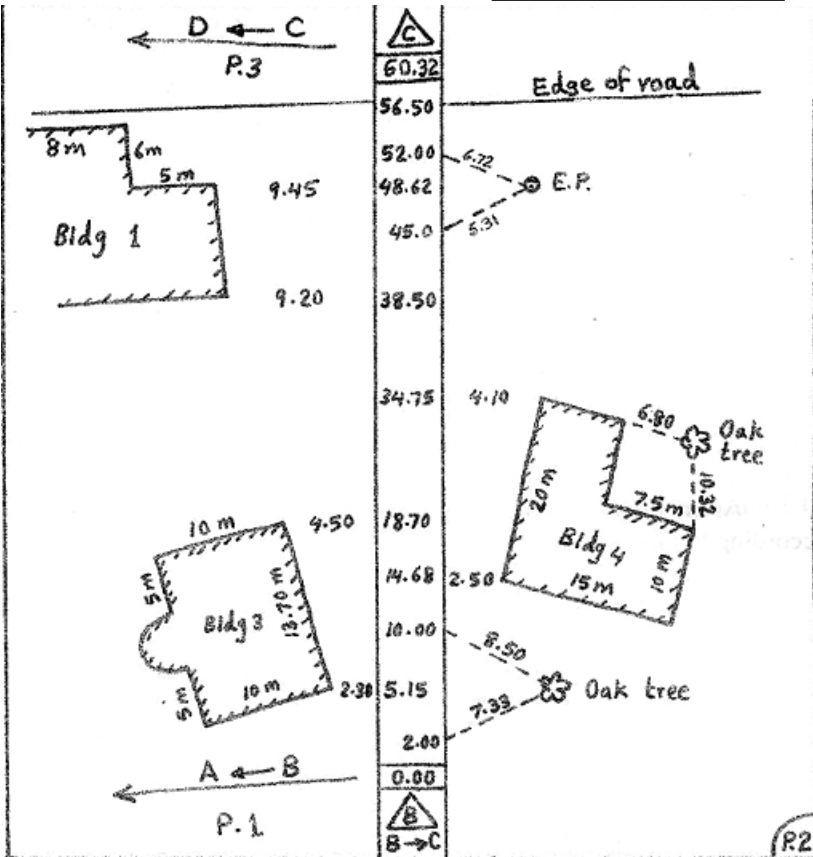 D ← C
C
P.3
60.32
Edge of road
56.50
8m
6m
5m
52.00
6.72
9.45
48.62
E.P.
Bldg 1
45.0
5.31
9.20
38.50
34.75
4.10
6.80
Oak
tree
10.32
20m
7.5m
10 m
4.50
18.70
Bldg 4
5m
14.68
2.50
15m
10 m
Bldg 3
13.70 m
10.00
8.50
10 m
2.30
5.15
Oak tree
5m
7.33
2.00
A ← B
0.00
P.1
B
B→C
P.2